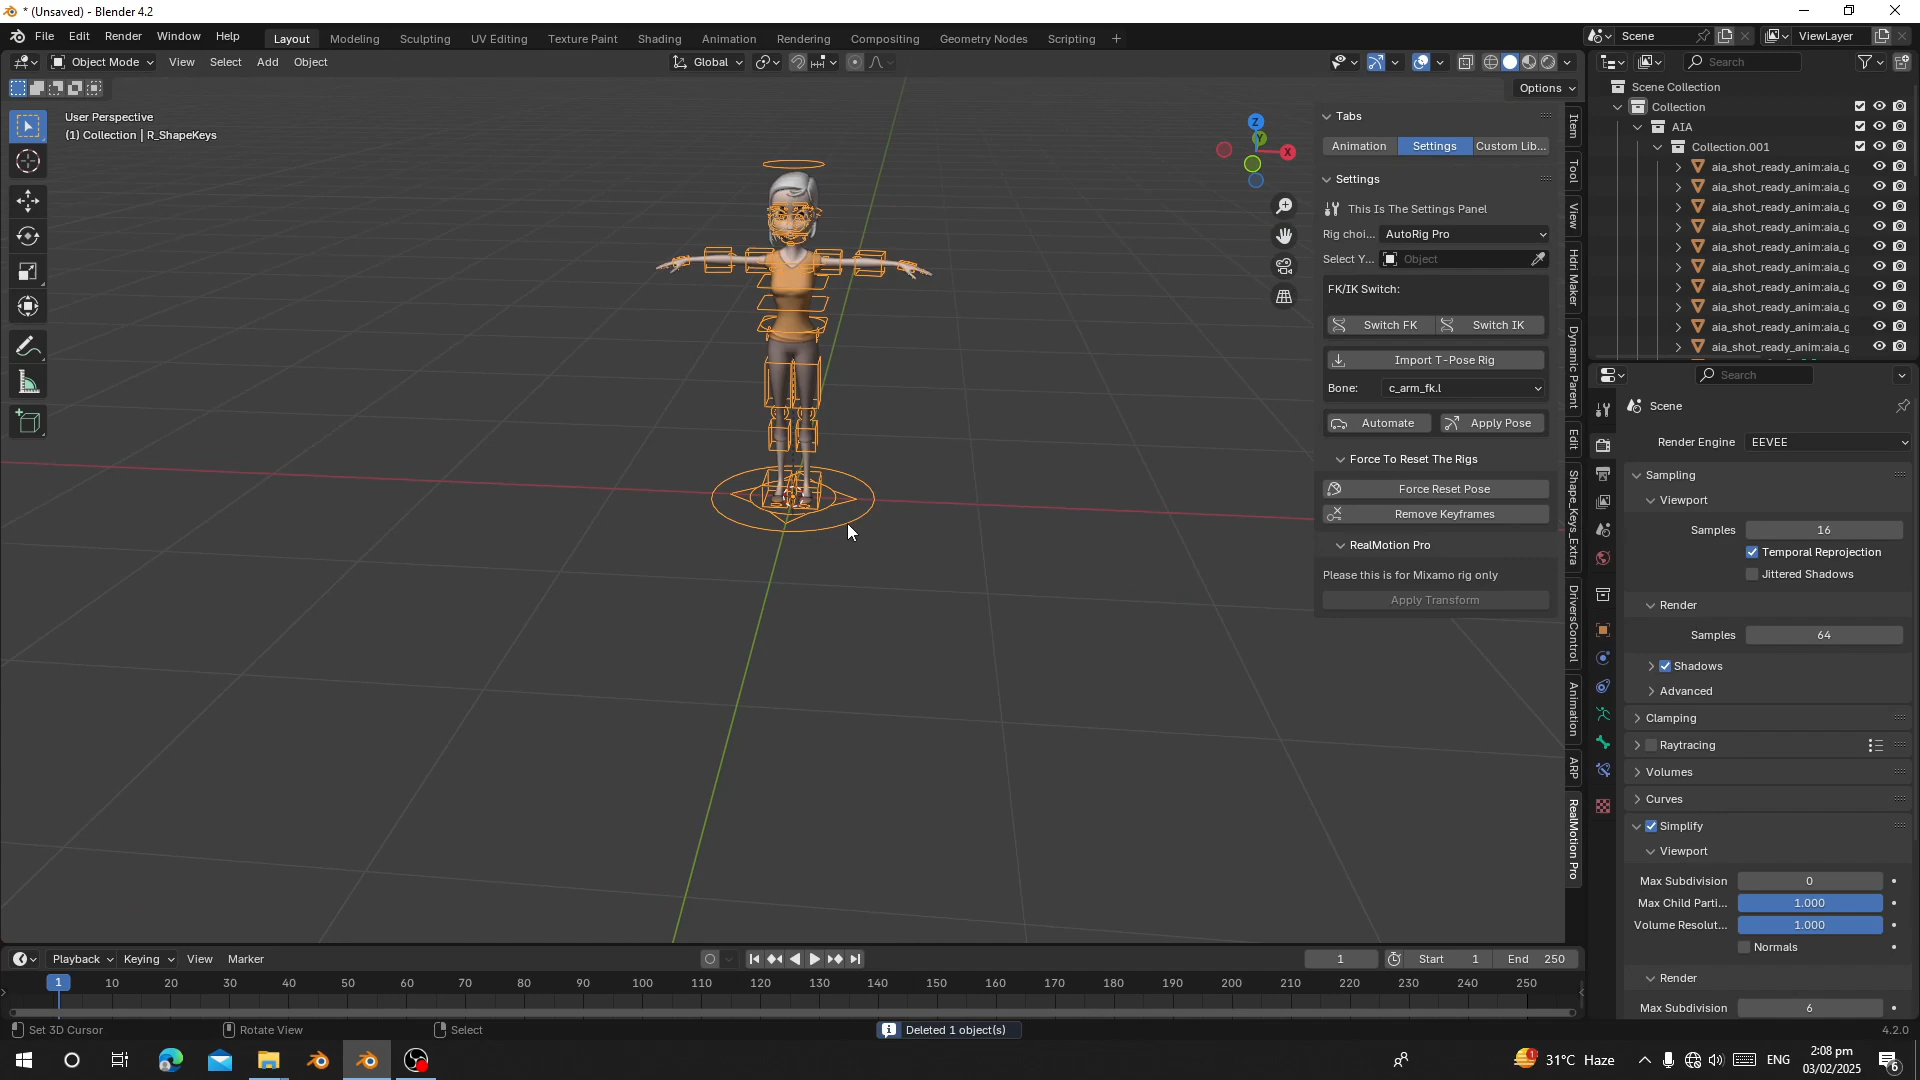 * (Unsaved) - Blender 4.2
File Edit Render Window Help
Layout Modeling Sculpting UV Editing Texture Paint Shading Animation Rendering Compositing Geometry Nodes Scripting +
Scene
ViewLayer
Object Mode View Select Add Object
Global
Search
Options
User Perspective
(1) Collection | R_ShapeKeys
Z
Y
X
Tabs
Animation Settings Custom Lib...
Settings
This Is The Settings Panel
Rig choi... AutoRig Pro
Select Y... Object
FK/IK Switch:
Switch FK Switch IK
Import T-Pose Rig
Bone: c_arm_fk.l
Automate Apply Pose
Force To Reset The Rigs
Force Reset Pose
Remove Keyframes
RealMotion Pro
Please this is for Mixamo rig only
Apply Transform
Item
Tool
View
Hdri Maker
Dynamic Parent
Edit
Shape_Keys_Extra
DriversControl
Animation
ARP
RealMotion Pro
Scene Collection
Collection
AIA
Collection.001
aia_shot_ready_anim:aia_g
aia_shot_ready_anim:aia_g
aia_shot_ready_anim:aia_g
aia_shot_ready_anim:aia_g
aia_shot_ready_anim:aia_g
aia_shot_ready_anim:aia_g
aia_shot_ready_anim:aia_g
aia_shot_ready_anim:aia_g
aia_shot_ready_anim:aia_g
aia_shot_ready_anim:aia_g
Search
Scene
Render Engine EEVEE
Sampling
Viewport
Samples 16
Temporal Reprojection
Jittered Shadows
Render
Samples 64
Shadows
Advanced
Clamping
Raytracing
Volumes
Curves
Simplify
Viewport
Max Subdivision 0
Max Child Parti... 1.000
Volume Resolut... 1.000
Normals
Render
Max Subdivision 6
Playback Keying View Marker
1
Start 1 End 250
1 10 20 30 40 50 60 70 80 90 100 110 120 130 140 150 160 170 180 190 200 210 220 230 240 250
Set 3D Cursor Rotate View Select
Deleted 1 object(s)
4.2.0
31°C Haze
ENG
2:08 pm
03/02/2025
1
6